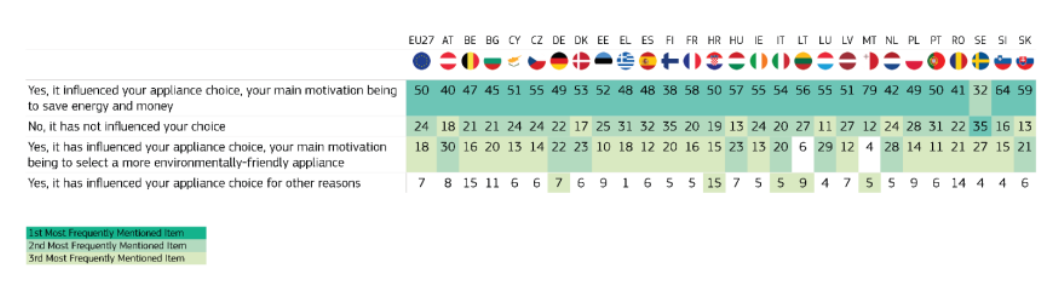 EU27 AT BE BG CY CZ DE DK EE EL ES FI FR HR HU IE IT LT LU LV MT NL PL PT RO SE SI SK
Yes, it influenced your appliance choice, your main motivation being 50 40 47 45 51 55 49 53 52 48 48 38 58 50 57 55 54 56 55 51 79 42 49 50 41 32 64 59
to save energy and money
No, it has not influenced your choice 24 18 21 21 24 24 22 17 25 31 32 35 20 19 13 24 20 27 11 27 12 24 28 31 22 35 16 13
Yes, it has influenced your appliance choice, your main motivation 18 30 16 20 13 14 22 23 10 18 12 20 16 15 23 13 20 6 29 12 4 28 14 11 21 27 15 21
being to select a more environmentally-friendly appliance
Yes, it has influenced your appliance choice for other reasons 7 8 15 11 6 6 7 6 9 1 6 5 5 15 7 5 5 9 4 7 5 5 9 6 14 4 4 6
1st Most Frequently Mentioned Item
2nd Most Frequently Mentioned Item
3rd Most Frequently Mentioned Item